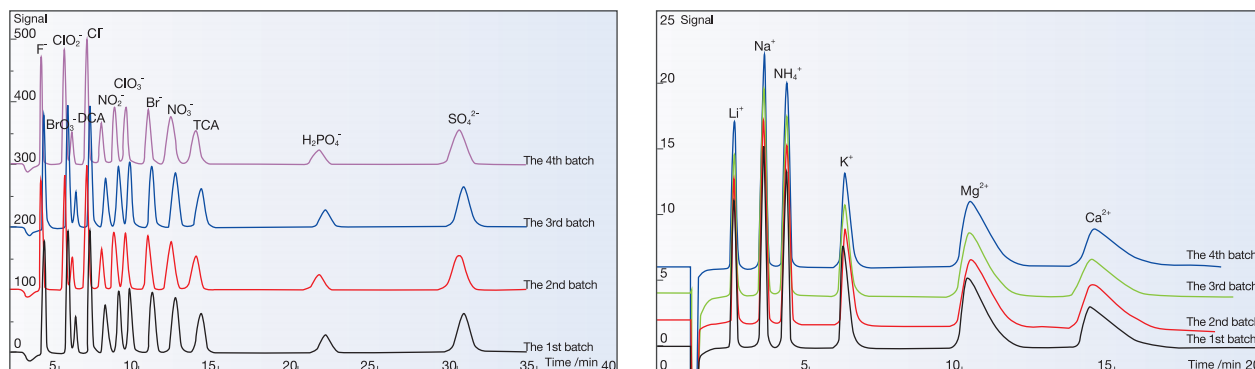 Signal
500
400
300
200
100
0
F⁻
ClO₂⁻
Cl⁻
BrO₃⁻
DCA
NO₂⁻
ClO₃⁻
Br⁻
NO₃⁻
TCA
H₂PO₄⁻
SO₄²⁻
The 4th batch
The 3rd batch
The 2nd batch
The 1st batch
5
10
15
20
25
30
35
Time /min
40
25
Signal
20
15
10
5
0
Li⁺
Na⁺
NH₄⁺
K⁺
Mg²⁺
Ca²⁺
The 4th batch
The 3rd batch
The 2nd batch
The 1st batch
5
10
15
Time /min
20